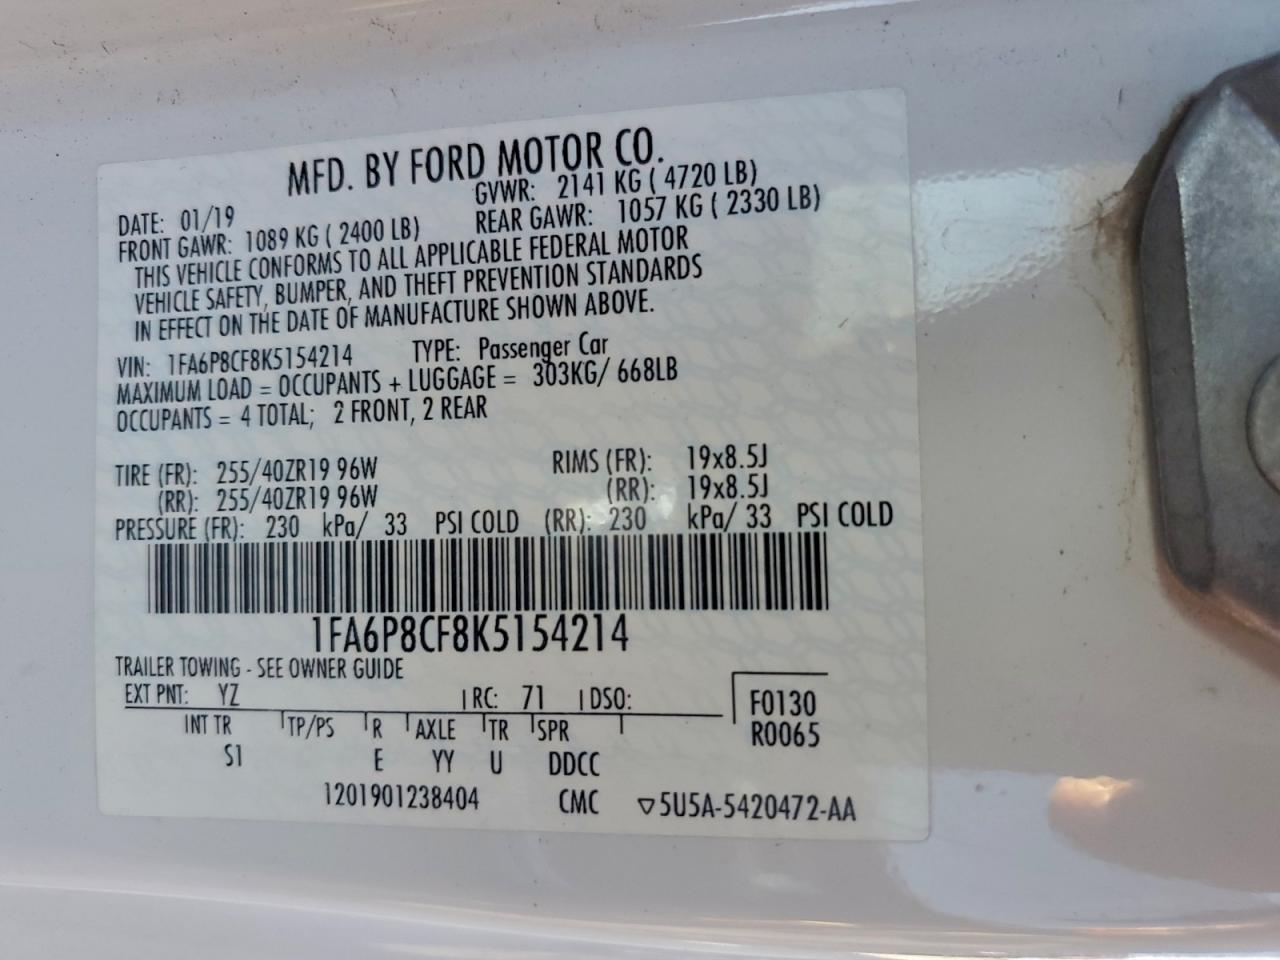 MFD. BY FORD MOTOR CO.
DATE: 01/19 GVWR: 2141 KG ( 4720 LB)
FRONT GAWR: 1089 KG ( 2400 LB) REAR GAWR: 1057 KG ( 2330 LB)
THIS VEHICLE CONFORMS TO ALL APPLICABLE FEDERAL MOTOR
VEHICLE SAFETY, BUMPER, AND THEFT PREVENTION STANDARDS
IN EFFECT ON THE DATE OF MANUFACTURE SHOWN ABOVE.
VIN: 1FA6P8CF8K5154214 TYPE: Passenger Car
MAXIMUM LOAD = OCCUPANTS + LUGGAGE = 303KG/ 668LB
OCCUPANTS = 4 TOTAL; 2 FRONT, 2 REAR
TIRE (FR): 255/40ZR19 96W RIMS (FR): 19x8.5J
(RR): 255/40ZR19 96W (RR): 19x8.5J
PRESSURE (FR): 230 kPa/ 33 PSI COLD (RR): 230 kPa/ 33 PSI COLD
1FA6P8CF8K5154214
TRAILER TOWING - SEE OWNER GUIDE
EXT PNT: YZ RC: 71 DSO: F0130
INT TR TP/PS R AXLE TR SPR R0065
S1 E YY U DDCC
1201901238404 CMC ▽5U5A-5420472-AA